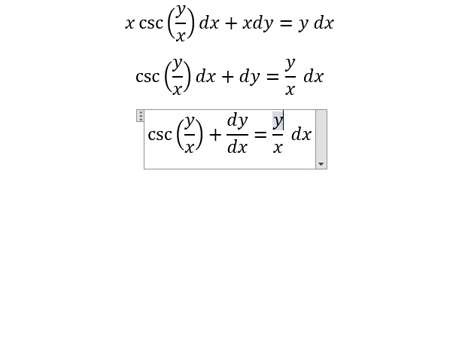 x csc(y/x) dx + xdy = y dx
csc(y/x) dx + dy = y/x dx
csc(y/x) + dy/dx = y/x dx